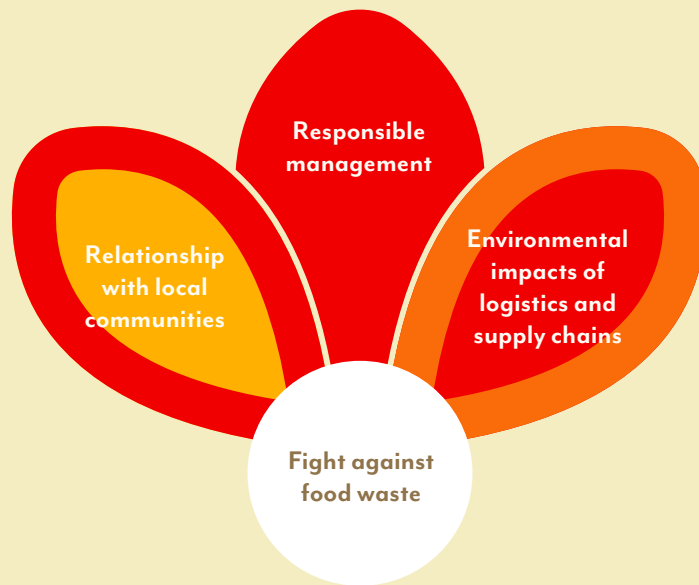 Responsible
management
Relationship
with local
communities
Environmental
impacts of
logistics and
supply chains
Fight against
food waste